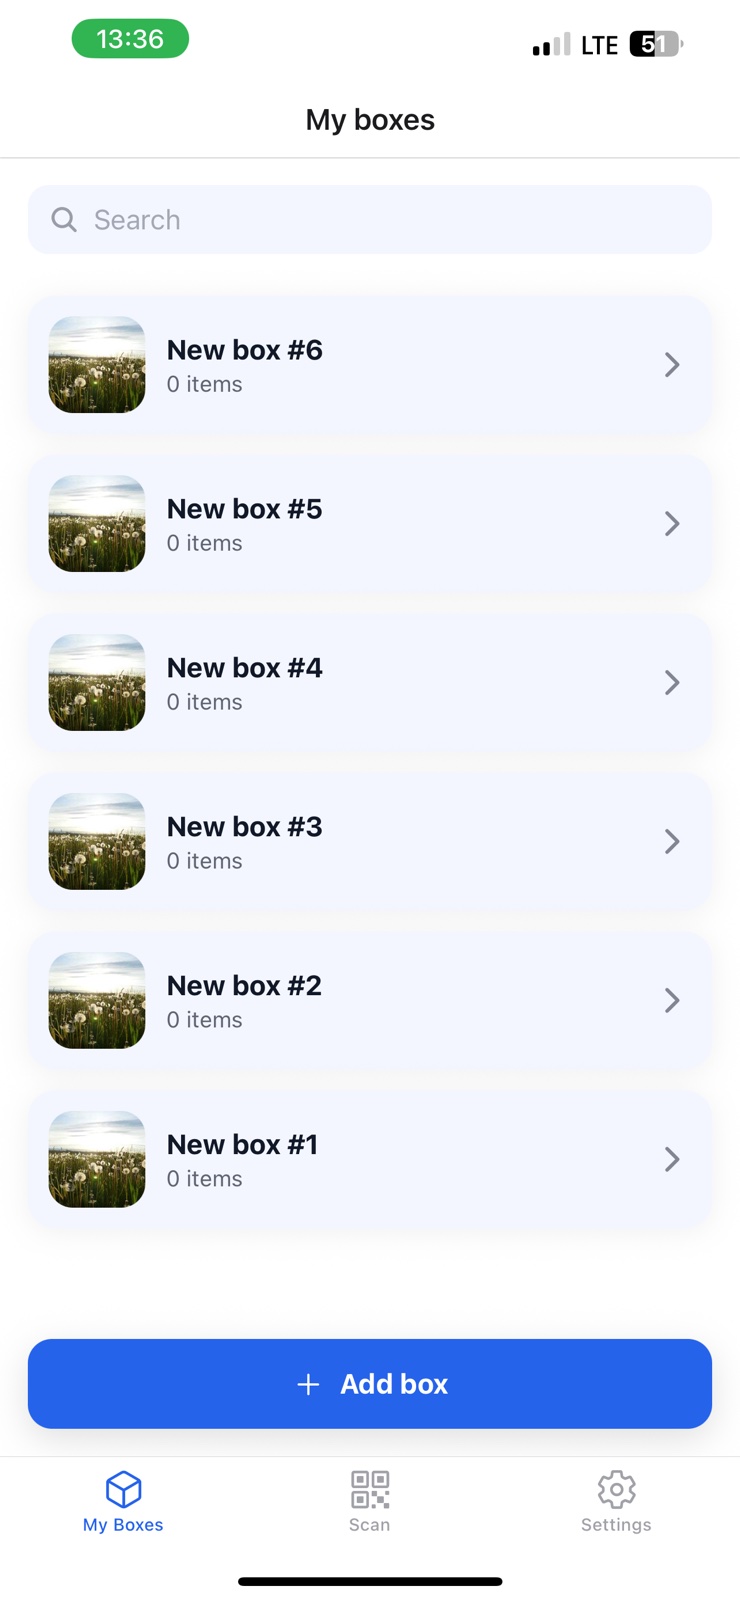 13:36
LTE 51
My boxes
Search
New box #6
0 items
New box #5
0 items
New box #4
0 items
New box #3
0 items
New box #2
0 items
New box #1
0 items
Add box
My Boxes
Scan
Settings